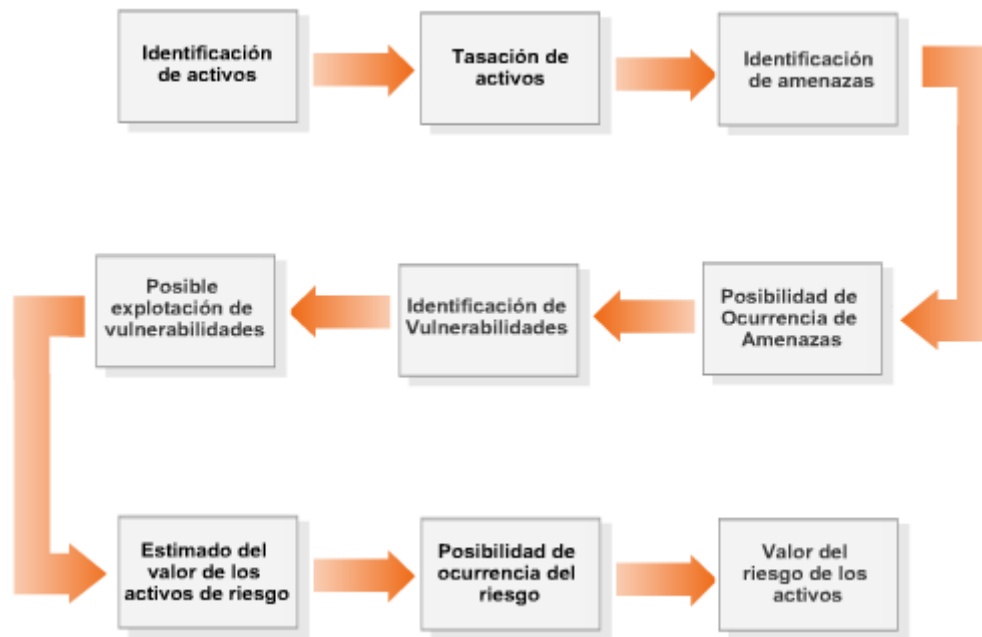 Identificación
de activos
Tasación de
activos
Identificación
de amenazas
Posibilidad de
Ocurrencia de
Amenazas
Identificación de
Vulnerabilidades
Posible
explotación de
vulnerabilidades
Estimado del
valor de los
activos de riesgo
Posibilidad de
ocurrencia del
riesgo
Valor del
riesgo de los
activos